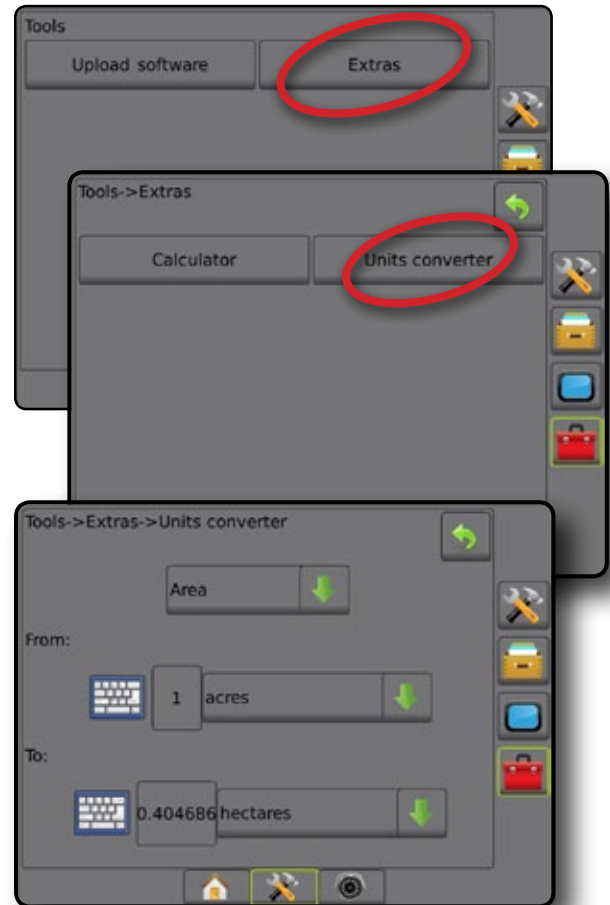 Tools
Upload software Extras
Tools->Extras
Calculator Units converter
Tools->Extras->Units converter
Area
From:
1 acres
To:
0.404686 hectares